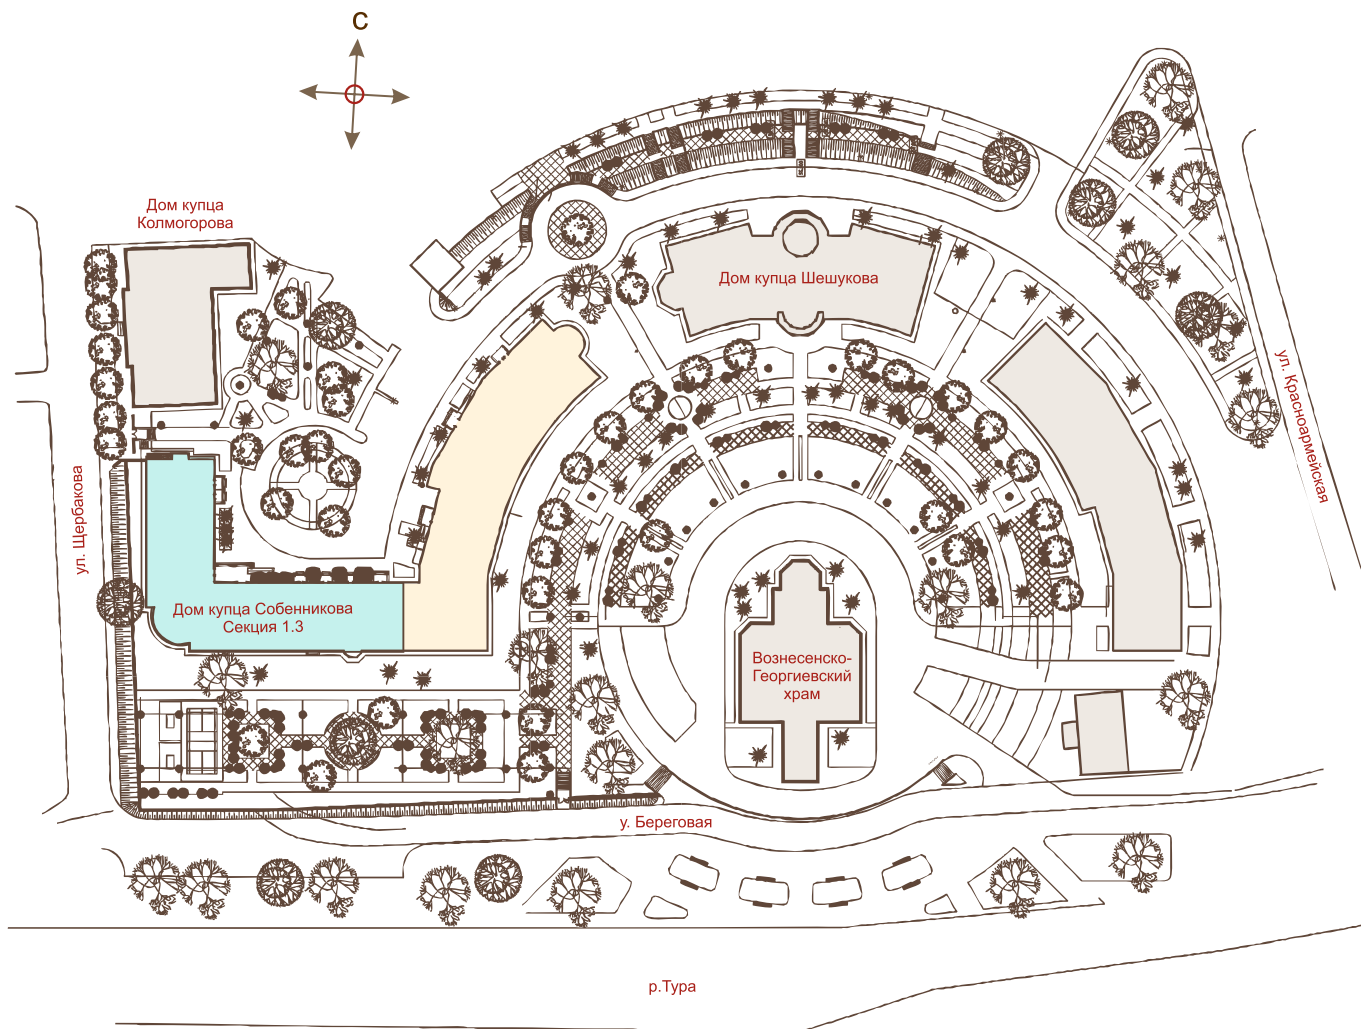 С
Дом купца
Колмогорова
Дом купца Шешукова
ул. Красноармейская
ул. Щербакова
Дом купца Собенникова
Секция 1.3
Вознесенско-
Георгиевский
храм
у. Береговая
р.Тура